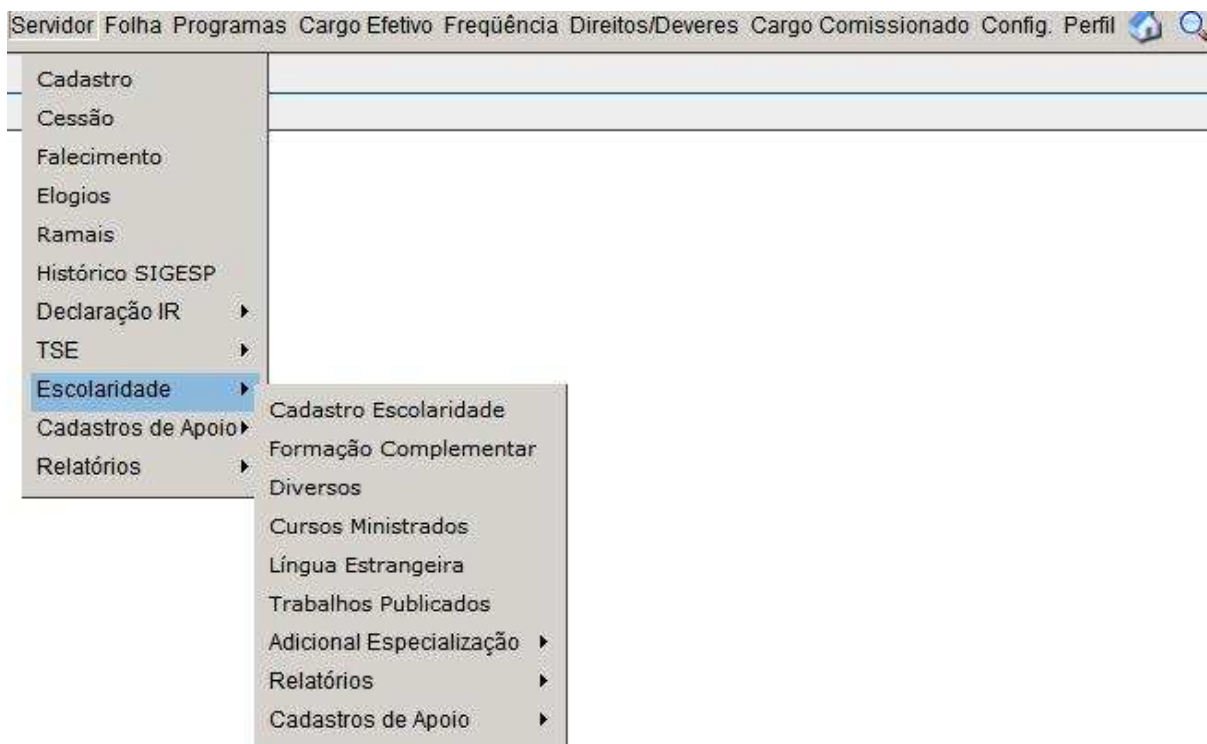 Servidor Folha Programas Cargo Efetivo Freqüência Direitos/Deveres Cargo Comissionado Config. Perfil
Cadastro
Cessão
Falecimento
Elogios
Ramais
Histórico SIGESP
Declaração IR
TSE
Escolaridade
Cadastros de Apoio
Relatórios
Cadastro Escolaridade
Formação Complementar
Diversos
Cursos Ministrados
Língua Estrangeira
Trabalhos Publicados
Adicional Especialização
Relatórios
Cadastros de Apoio